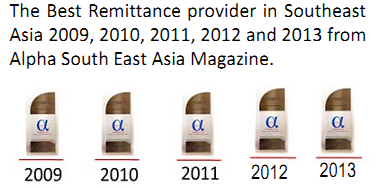 The Best Remittance provider in Southeast
Asia 2009, 2010, 2011, 2012 and 2013 from
Alpha South East Asia Magazine.
α α α α α
2009 2010 2011 2012 2013